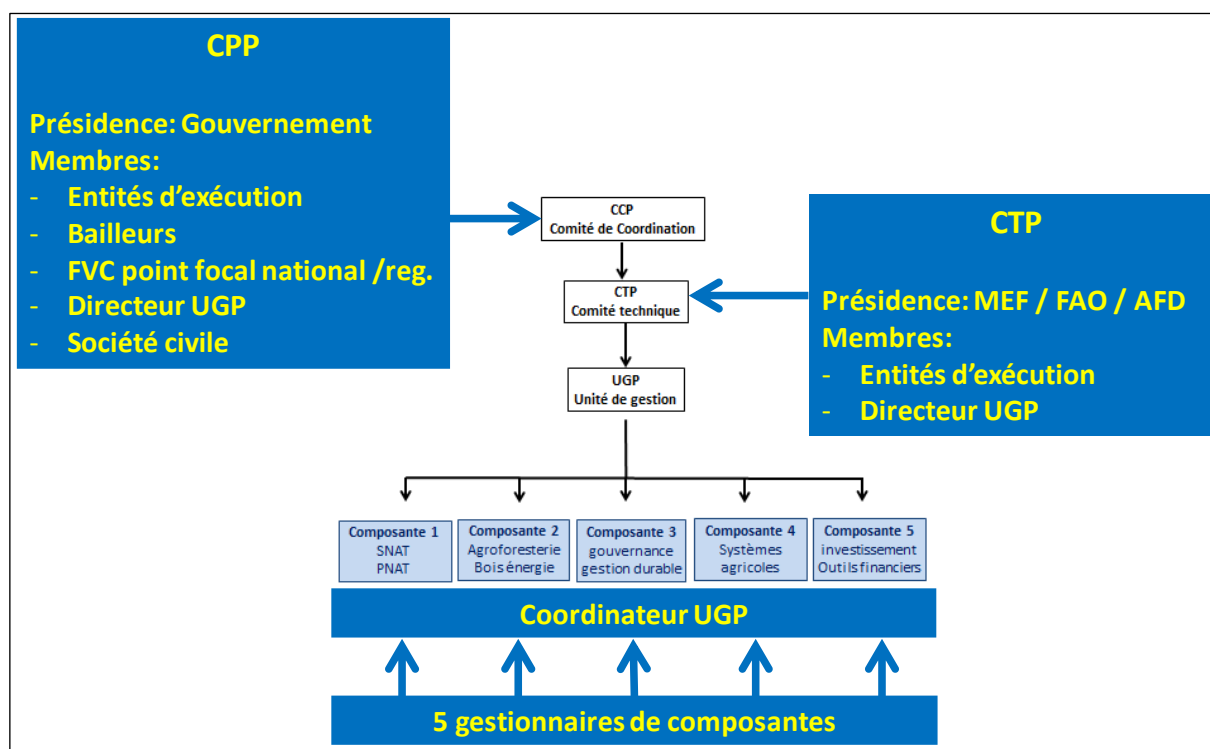 CPP
Présidence: Gouvernement
Membres:
- Entités d'exécution
- Bailleurs
- FVC point focal national /reg.
- Directeur UGP
- Société civile
CCP
Comité de Coordination
CTP
Comité technique
UGP
Unité de gestion
CTP
Présidence: MEF / FAO / AFD
Membres:
- Entités d'exécution
- Directeur UGP
Composante 1
SNAT
PNAT
Composante 2
Agroforesterie
Bois énergie
Composante 3
gouvernance
gestion durable
Composante 4
Systèmes
agricoles
Composante 5
investissement
Outils financiers
Coordinateur UGP
5 gestionnaires de composantes